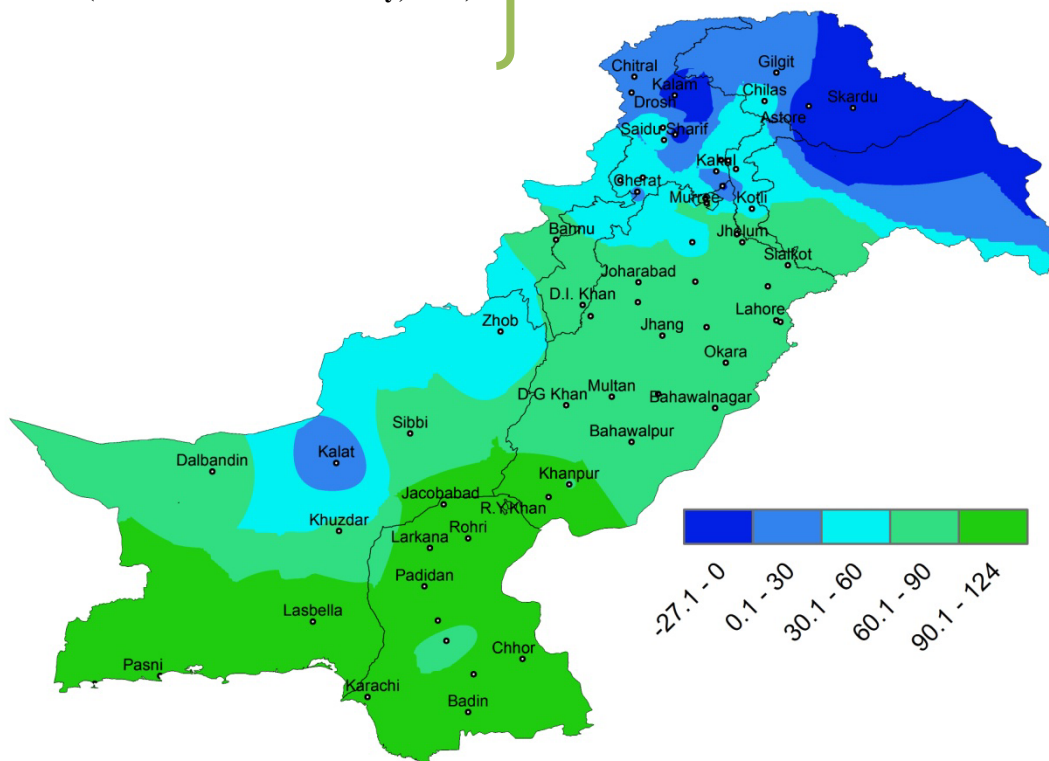 Gilgit
Chitral
Kalam
Chilas
Drosh
Skardu
Astore
Saidu Sharif
Cherat
Murree
Kotli
Bannu
Jhelum
Sialkot
Joharabad
D.I. Khan
Lahore
Zhob
Jhang
Okara
Multan
D-G Khan
Bahawalnagar
Sibbi
Bahawalpur
Kalat
Dalbandin
Khanpur
Jacobabad
R.Y.Khan
Khuzdar
Rohri
Larkana
Padidan
Lasbella
Chhor
Pasni
Karachi
Badin
-27.1 - 0
0.1 - 30
30.1 - 60
60.1 - 90
90.1 - 124